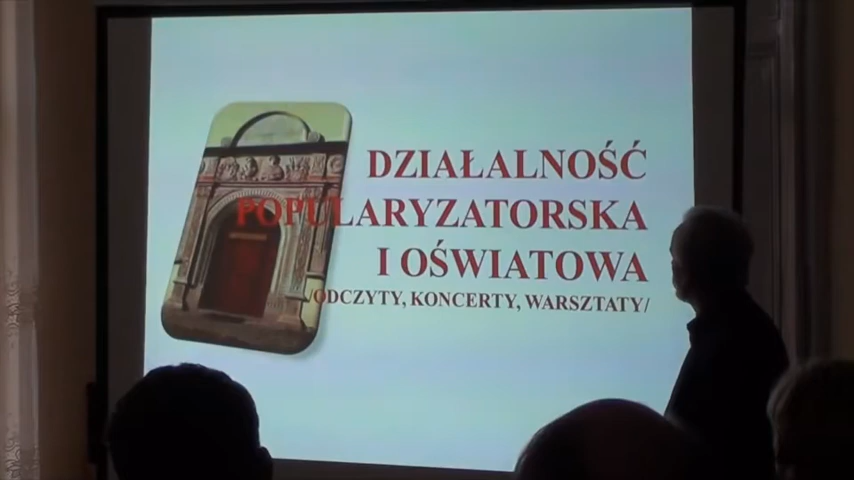 DZIAŁALNOŚĆ
POPULARYZATORSKA
I OŚWIATOWA
/ODCZYTY, KONCERTY, WARSZTATY/